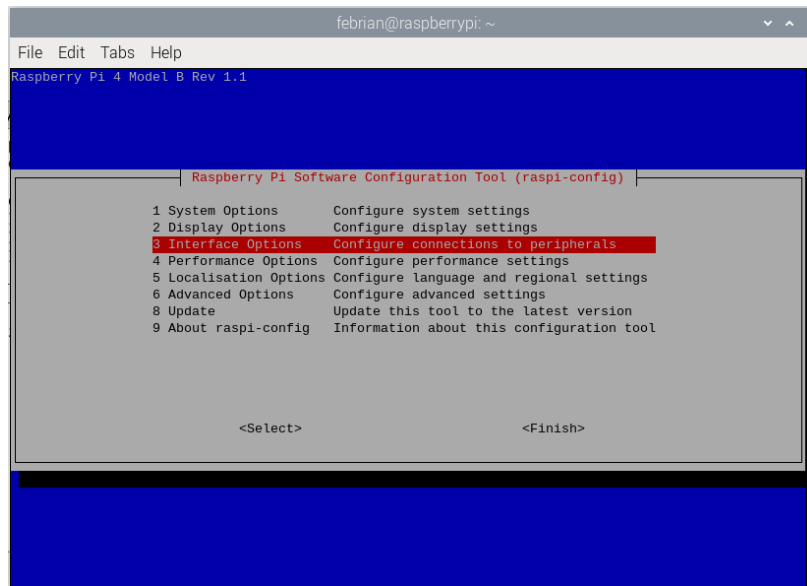 febrian@raspberrypi: ~
File Edit Tabs Help
Raspberry Pi 4 Model B Rev 1.1
Raspberry Pi Software Configuration Tool (raspi-config)
1 System Options Configure system settings
2 Display Options Configure display settings
3 Interface Options Configure connections to peripherals
4 Performance Options Configure performance settings
5 Localisation Options Configure language and regional settings
6 Advanced Options Configure advanced settings
8 Update Update this tool to the latest version
9 About raspi-config Information about this configuration tool
<Select> <Finish>